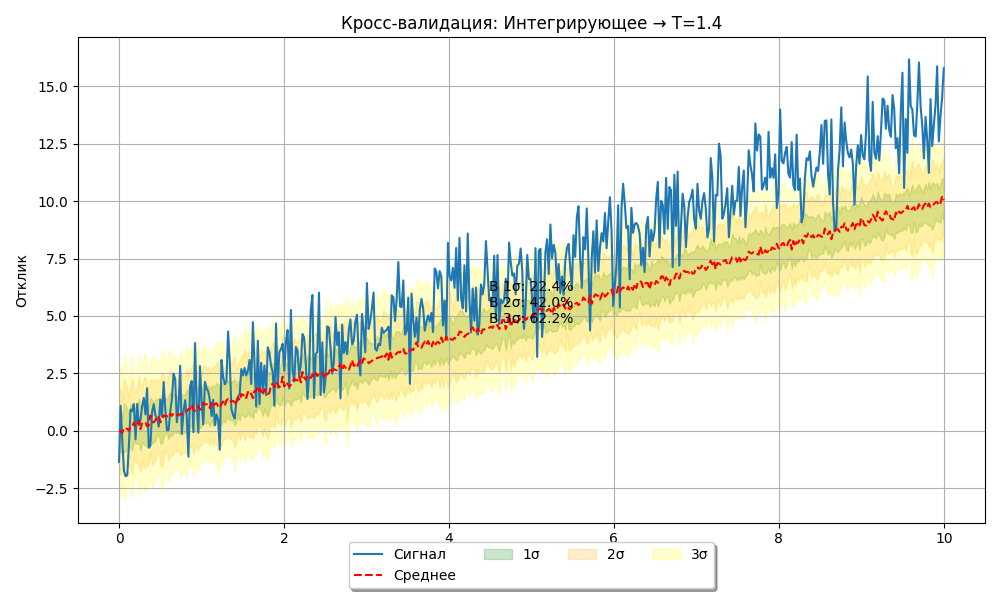 Кросс-валидация: Интегрирующее → T=1.4
Отклик
15.0
12.5
10.0
7.5
5.0
2.5
0.0
−2.5
В 1σ: 22.4%
В 2σ: 42.0%
В 3σ: 62.2%
0 2 4 6 8 10
Сигнал 1σ 2σ 3σ
Среднее